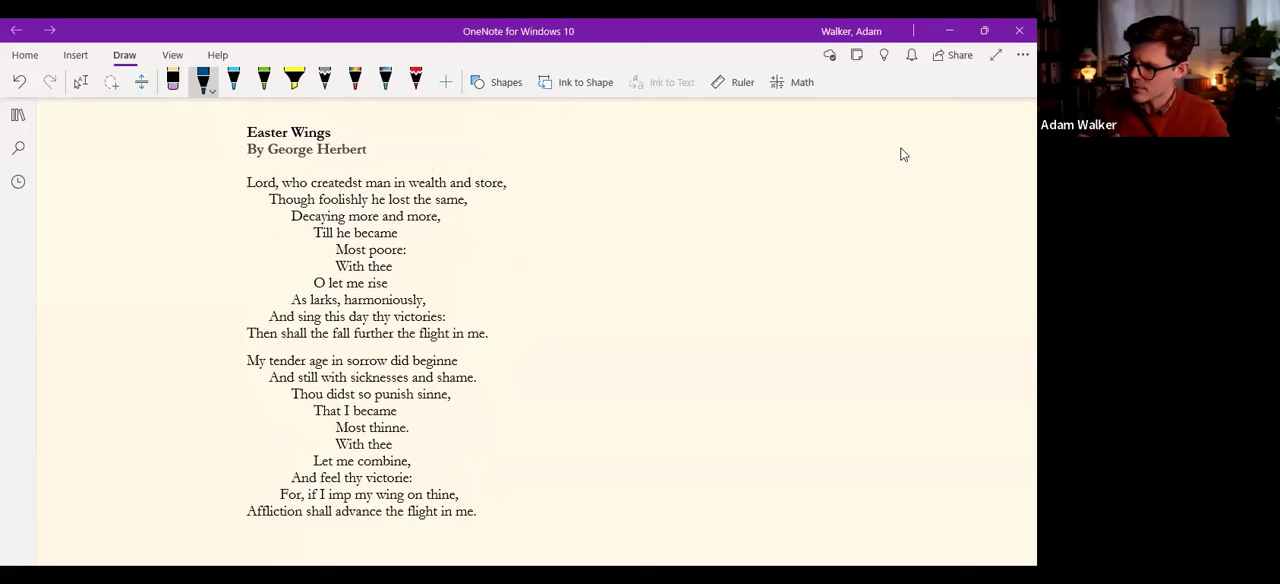 OneNote for Windows 10
Walker, Adam
Home Insert Draw View Help
Share
Shapes Ink to Shape Ink to Text Ruler Math
Adam Walker
Easter Wings
By George Herbert
Lord, who createdst man in wealth and store,
Though foolishly he lost the same,
Decaying more and more,
Till he became
Most poore:
With thee
O let me rise
As larks, harmoniously,
And sing this day thy victories:
Then shall the fall further the flight in me.
My tender age in sorrow did beginne
And still with sicknesses and shame.
Thou didst so punish sinne,
That I became
Most thinne.
With thee
Let me combine,
And feel thy victorie:
For, if I imp my wing on thine,
Affliction shall advance the flight in me.